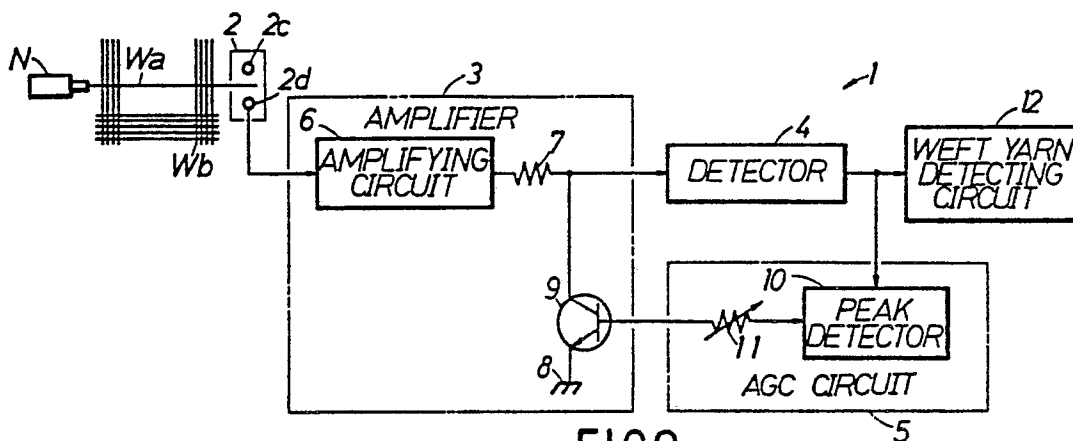 N
Wa
2
2c
2d
Wb
3
AMPLIFIER
6
AMPLIFYING
CIRCUIT
7
1
4
DETECTOR
12
WEFT YARN
DETECTING
CIRCUIT
9
8
10
PEAK
DETECTOR
11
AGC CIRCUIT
5